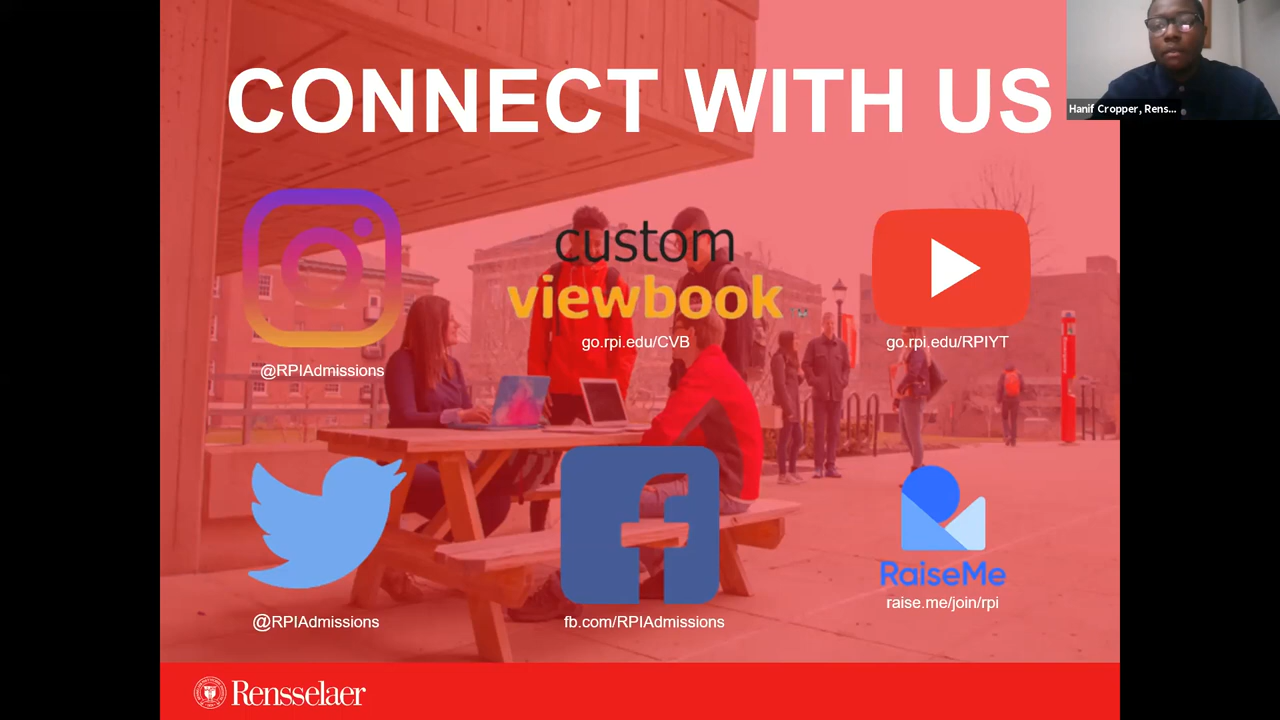 CONNECT WITH US
Hanif Cropper, Rens...
custom
viewbook
go.rpi.edu/CVB
go.rpi.edu/RPIYT
@RPIAdmissions
RaiseMe
raise.me/join/rpi
@RPIAdmissions
fb.com/RPIAdmissions
Rensselaer